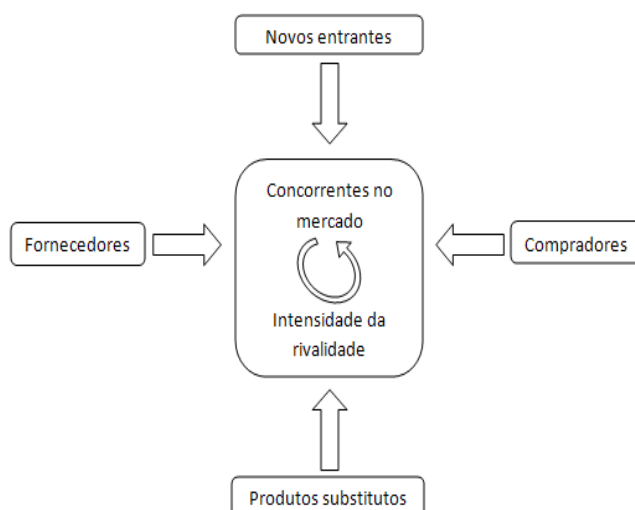 Novos entrantes
Concorrentes no
mercado
Fornecedores
Compradores
Intensidade da
rivalidade
Produtos substitutos